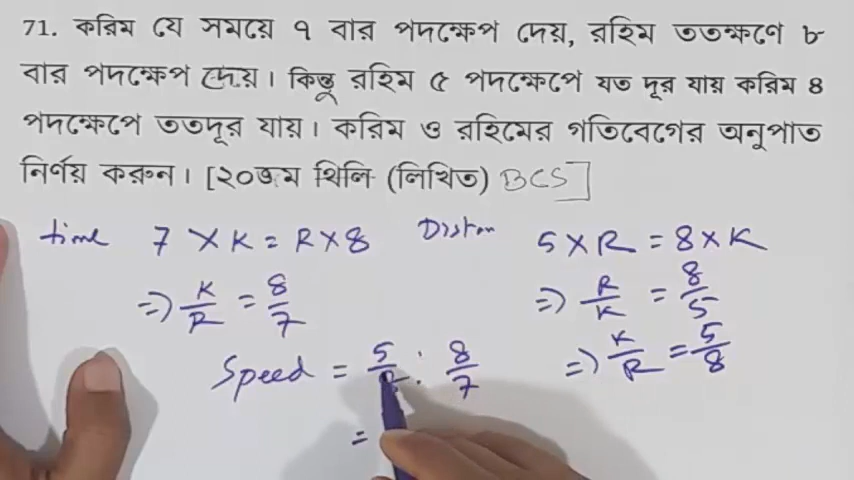 71. করিম যে সময়ে ৭ বার পদক্ষেপ দেয়, রহিম ততক্ষণে ৮
বার পদক্ষেপ দেয়। কিন্তু রহিম ৫ পদক্ষেপে যত দূর যায় করিম ৪
পদক্ষেপে ততদূর যায়। করিম ও রহিমের গতিবেগের অনুপাত
নির্ণয় করুন। [২০তম থিলি (লিখিত) BCS]
time 7 X K = R X 8 Distan 5 X R = 8 X K
=> K/R = 8/7 => R/K = 8/5
=> K/R = 5/8
Speed = 5/8 : 8/7
=